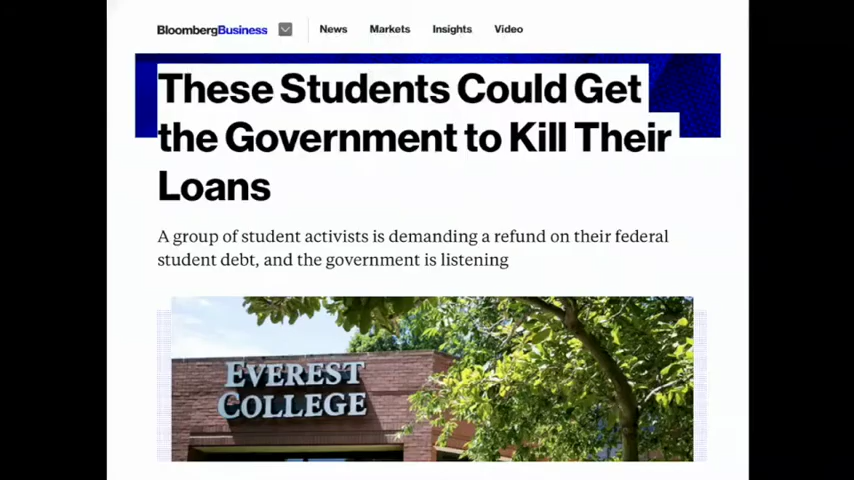 BloombergBusiness News Markets Insights Video
These Students Could Get
the Government to Kill Their
Loans
A group of student activists is demanding a refund on their federal
student debt, and the government is listening
EVEREST
COLLEGE